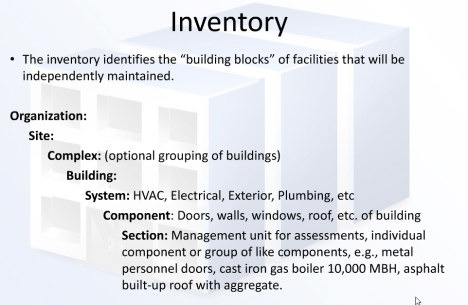 Inventory
• The inventory identifies the “building blocks” of facilities that will be
independently maintained.
Organization:
Site:
Complex: (optional grouping of buildings)
Building:
System: HVAC, Electrical, Exterior, Plumbing, etc
Component: Doors, walls, windows, roof, etc. of building
Section: Management unit for assessments, individual
component or group of like components, e.g., metal
personnel doors, cast iron gas boiler 10,000 MBH, asphalt
built-up roof with aggregate.